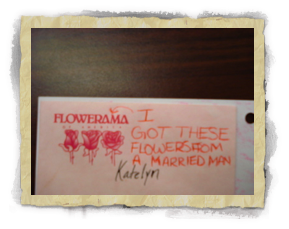 FLOWERAMA
I
GOT THESE
FLOWERS FROM
A MARRIED MAN
Katelyn